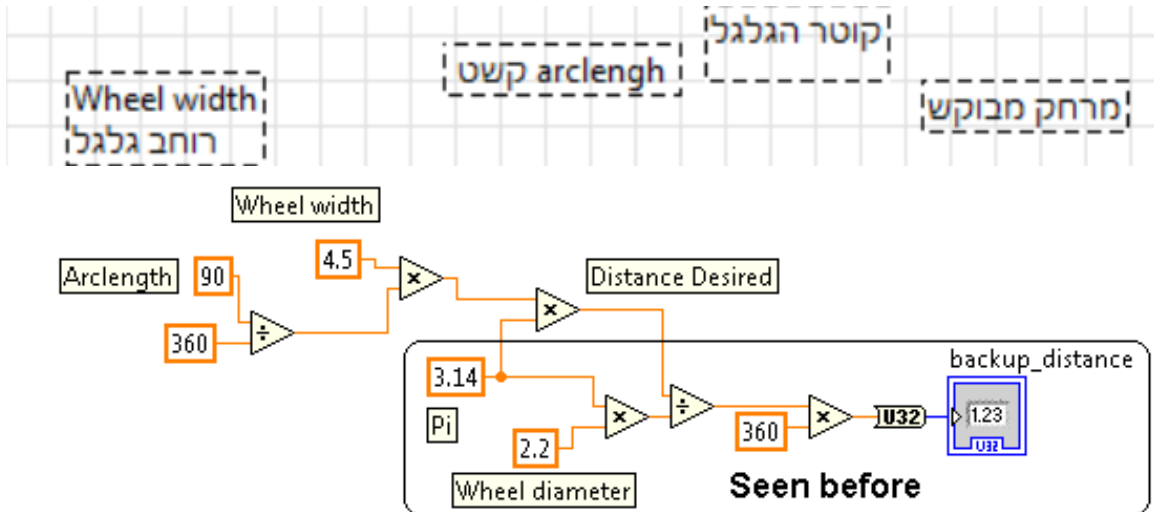 קוטר הגלגל
קשט arclengh
Wheel width
רוחב גלגל
מרחק מבוקש
Wheel width
Arclength
90
4.5
×
Distance Desired
×
÷
360
backup_distance
3.14
×
÷
×
U32
1.23
U32
Pi
2.2
360
Wheel diameter
Seen before